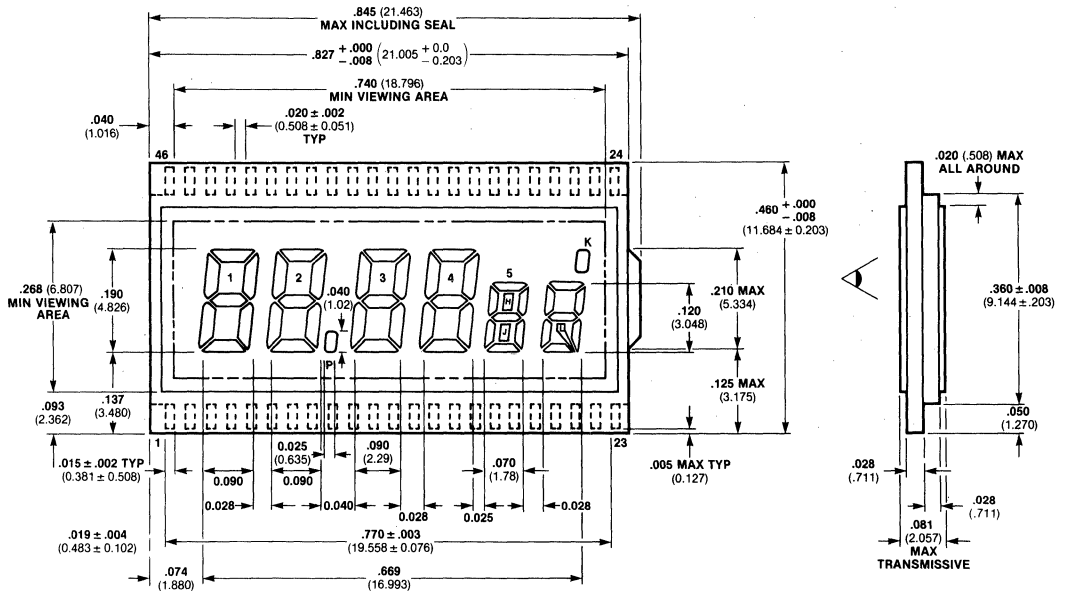 .845 (21.463)
MAX INCLUDING SEAL
.827 +.000 -.008 (21.005 +0.0 -0.203)
.740 (18.796)
MIN VIEWING AREA
.040
(1.016)
.020 ± .002
(0.508 ± 0.051)
TYP
46
24
.020 (.508) MAX
ALL AROUND
.460 +.000 -.008
(11.684 ± 0.203)
K
1
2
3
4
5
M
J
P
.040
(1.02)
.268 (6.807)
MIN VIEWING
AREA
.190
(4.826)
.120
(3.048)
.210 MAX
(5.334)
.360 ±.008
(9.144 ±.203)
.093
(2.362)
.137
(3.480)
.125 MAX
(3.175)
.050
(1.270)
1
23
.015 ± .002 TYP
(0.381 ± 0.508)
0.025
(0.635)
.090
(2.29)
.070
(1.78)
.005 MAX TYP
(0.127)
.028
(.711)
0.090
0.090
0.028
0.040
0.028
0.025
0.028
.028
(.711)
.019 ± .004
(0.483 ± 0.102)
.770 ±.003
(19.558 ± 0.076)
.081
(2.057)
MAX
TRANSMISSIVE
.074
(1.880)
.669
(16.993)